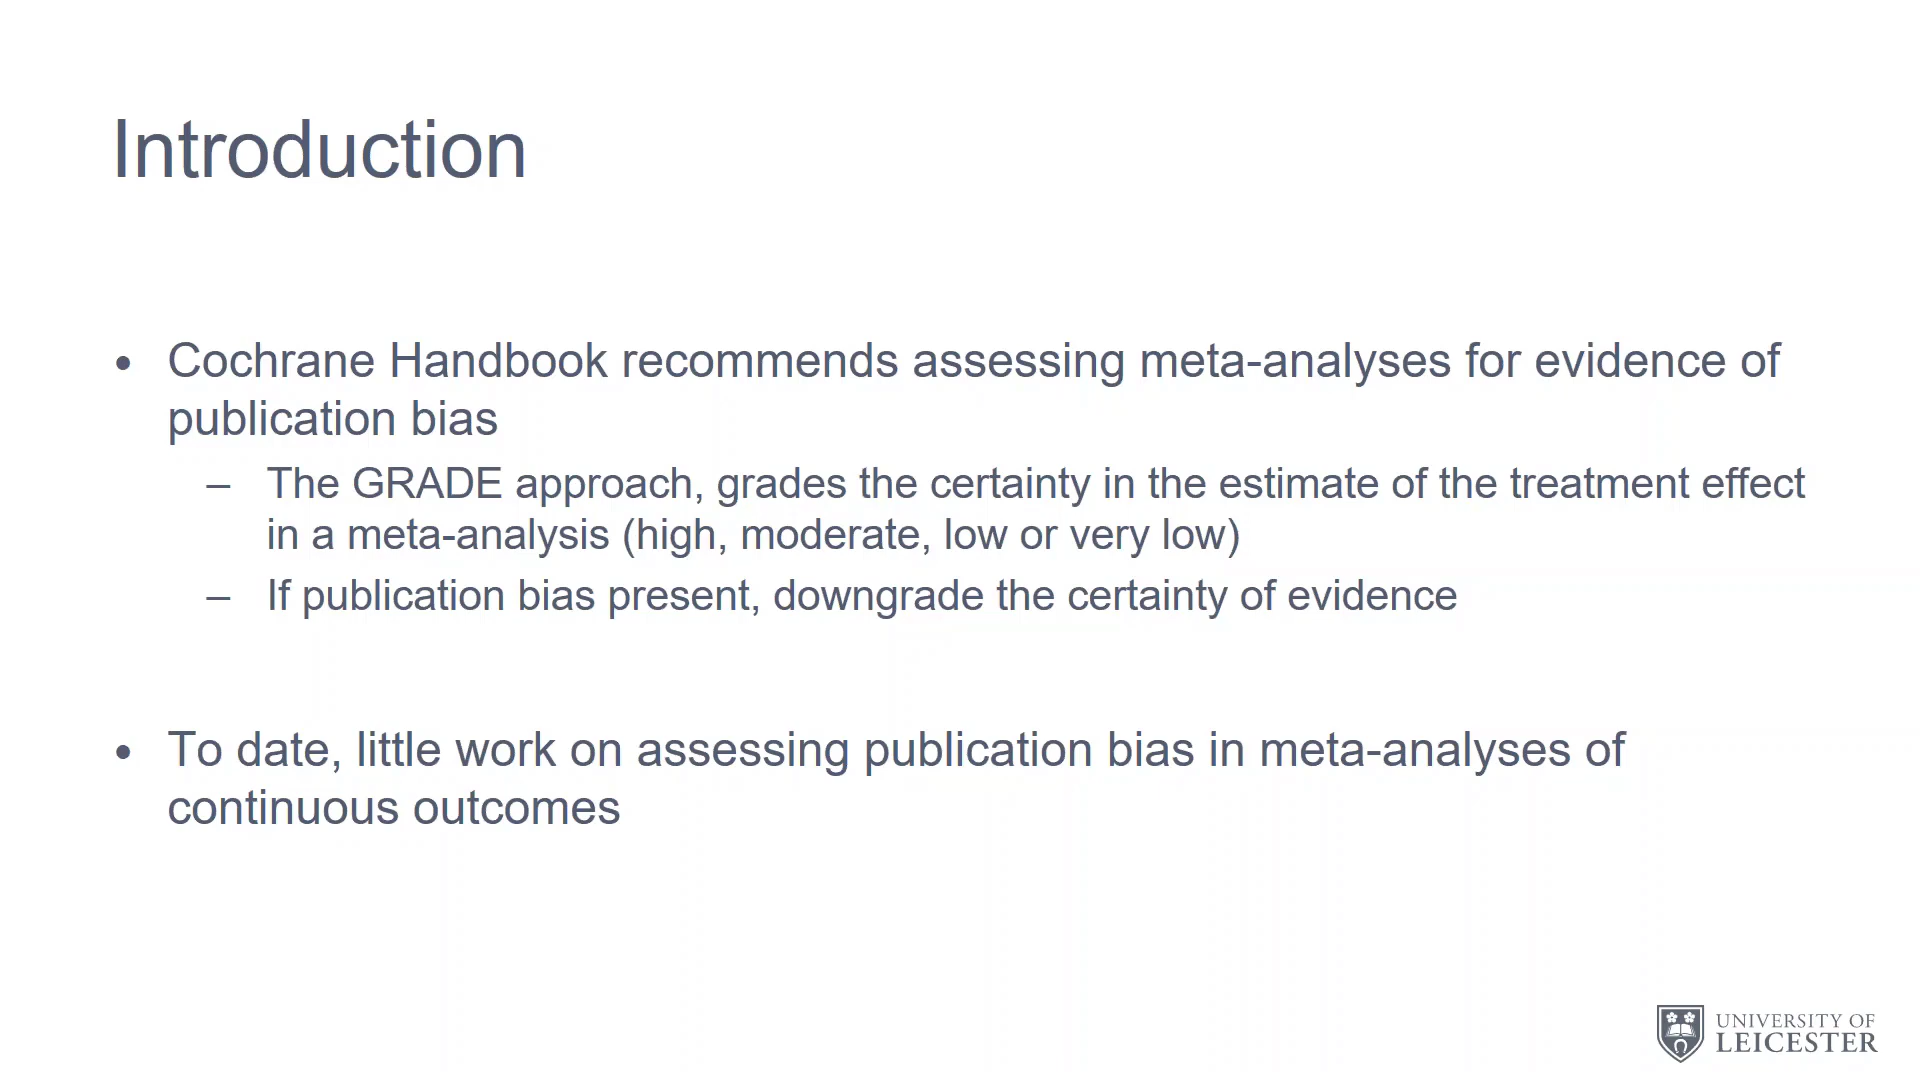 Introduction
• Cochrane Handbook recommends assessing meta-analyses for evidence of
publication bias
– The GRADE approach, grades the certainty in the estimate of the treatment effect
in a meta-analysis (high, moderate, low or very low)
– If publication bias present, downgrade the certainty of evidence
• To date, little work on assessing publication bias in meta-analyses of
continuous outcomes
UNIVERSITY OF
LEICESTER